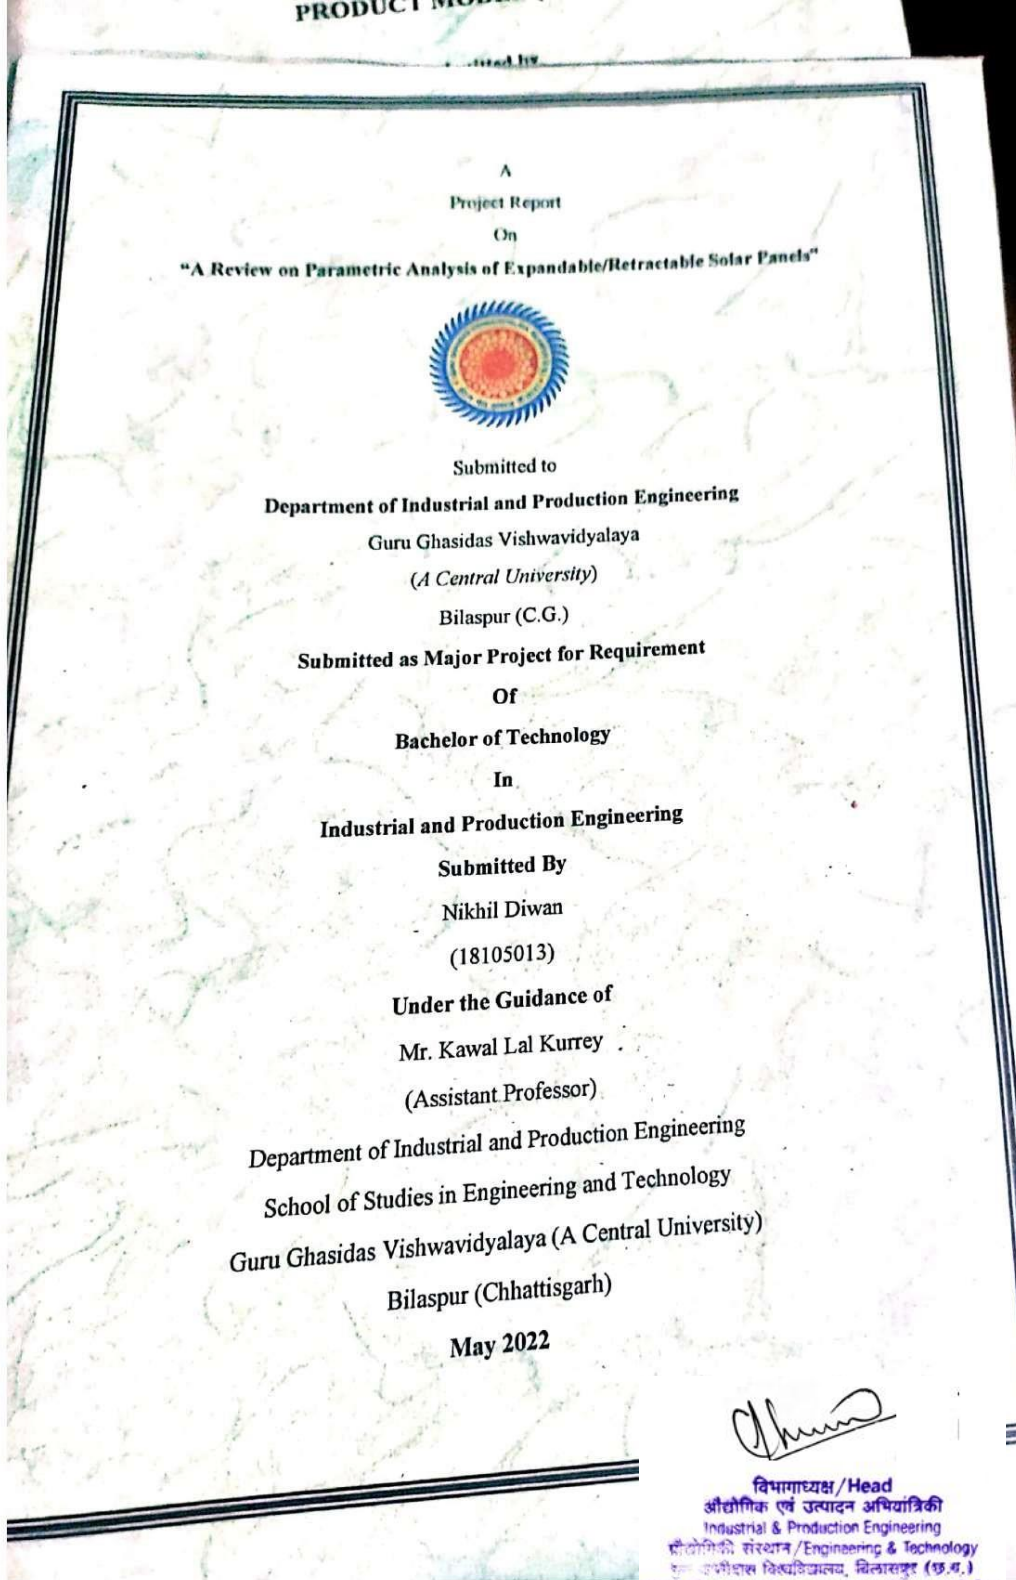 PRODUCT
A
Project Report
On
“A Review on Parametric Analysis of Expandable/Retractable Solar Panels”
Submitted to
Department of Industrial and Production Engineering
Guru Ghasidas Vishwavidyalaya
(A Central University)
Bilaspur (C.G.)
Submitted as Major Project for Requirement
Of
Bachelor of Technology
In
Industrial and Production Engineering
Submitted By
Nikhil Diwan
(18105013)
Under the Guidance of
Mr. Kawal Lal Kurrey
(Assistant Professor)
Department of Industrial and Production Engineering
School of Studies in Engineering and Technology
Guru Ghasidas Vishwavidyalaya (A Central University)
Bilaspur (Chhattisgarh)
May 2022
विभागाध्यक्ष/Head
औद्योगिक एवं उत्पादन अभियांत्रिकी
Industrial & Production Engineering
संस्थान/Engineering & Technology
विश्वविद्यालय, बिलासपुर (छ.ग.)